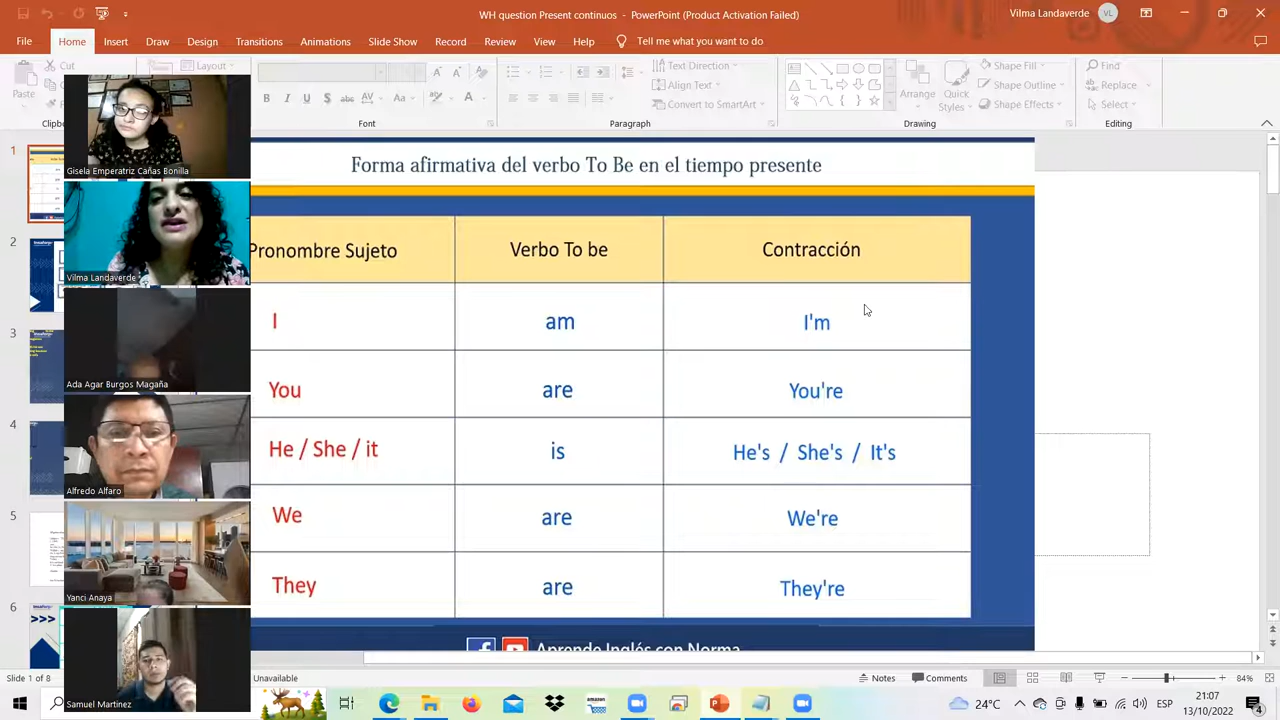 WH question Present continuos - PowerPoint (Product Activation Failed)
Vilma Landaverde
VL
File
Home
Insert
Draw
Design
Transitions
Animations
Slide Show
Record
Review
View
Help
Tell me what you want to do
Cut
Layout
Text Direction
Align Text
Convert to SmartArt
Arrange
Quick Styles
Shape Fill
Shape Outline
Shape Effects
Find
Replace
Select
Font
Paragraph
Drawing
Editing
Gisela Emperatriz Cañas Bonilla
Vilma Landaverde
Ada Agar Burgos Magaña
Alfredo Alfaro
Yanci Anaya
Samuel Martinez
Forma afirmativa del verbo To Be en el tiempo presente
Pronombre Sujeto Verbo To be Contracción
I am I'm
You are You're
He / She / it is He's / She's / It's
We are We're
They are They're
Aprende Inglés con Norma
Slide 1 of 8
Unavailable
Notes
Comments
84%
amazon
24°C
ESP
21:07
13/10/2022
4